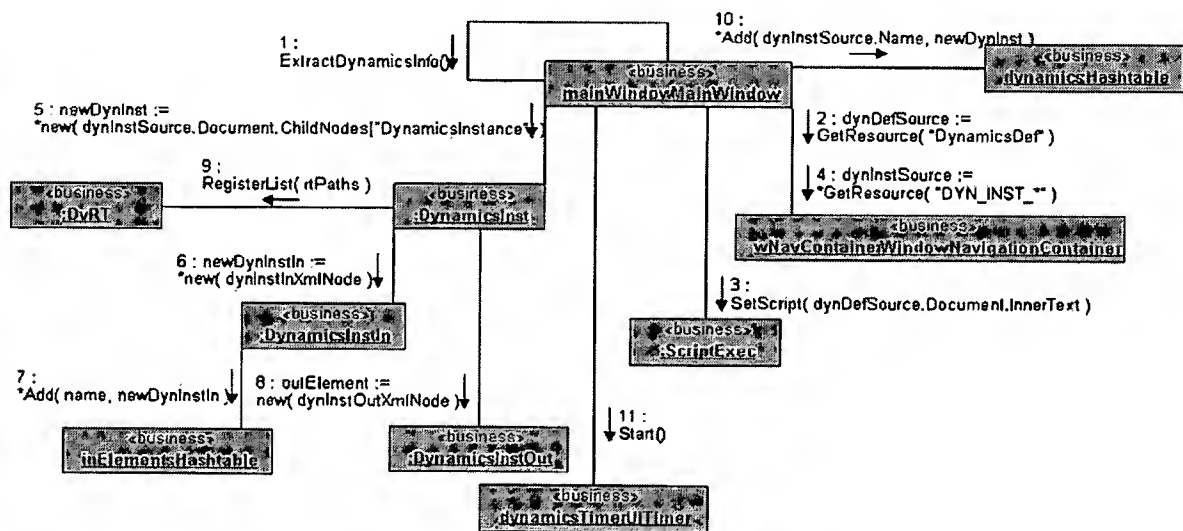 10 :
*Add( dynInstSource.Name, newDynInst )
1 :
ExtractDynamicsInfo()
«business»
mainWindowMainWindow
«business»
dynamicsHashtable
5 : newDynInst :=
*new( dynInstSource.Document.ChildNodes["DynamicsInstance" )
2 : dynDefSource :=
GetResource( "DynamicsDef" )
9 :
RegisterList( rtPaths )
4 : dynInstSource :=
*GetResource( "DYN_INST_*" )
«business»
:DvRT
«business»
:DynamicsInst
«business»
wNavContainerWindowNavigationContainer
6 : newDynInstIn :=
*new( dynInstInXmlNode )
3 :
SetScript( dynDefSource.Document.InnerText )
«business»
:DynamicsInstIn
«business»
:ScriptExec
7 :
*Add( name, newDynInstIn )
8 : outElement :=
new( dynInstOutXmlNode )
11 :
Start()
«business»
inElementsHashtable
«business»
:DynamicsInstOut
«business»
dynamicsTimerUITimer